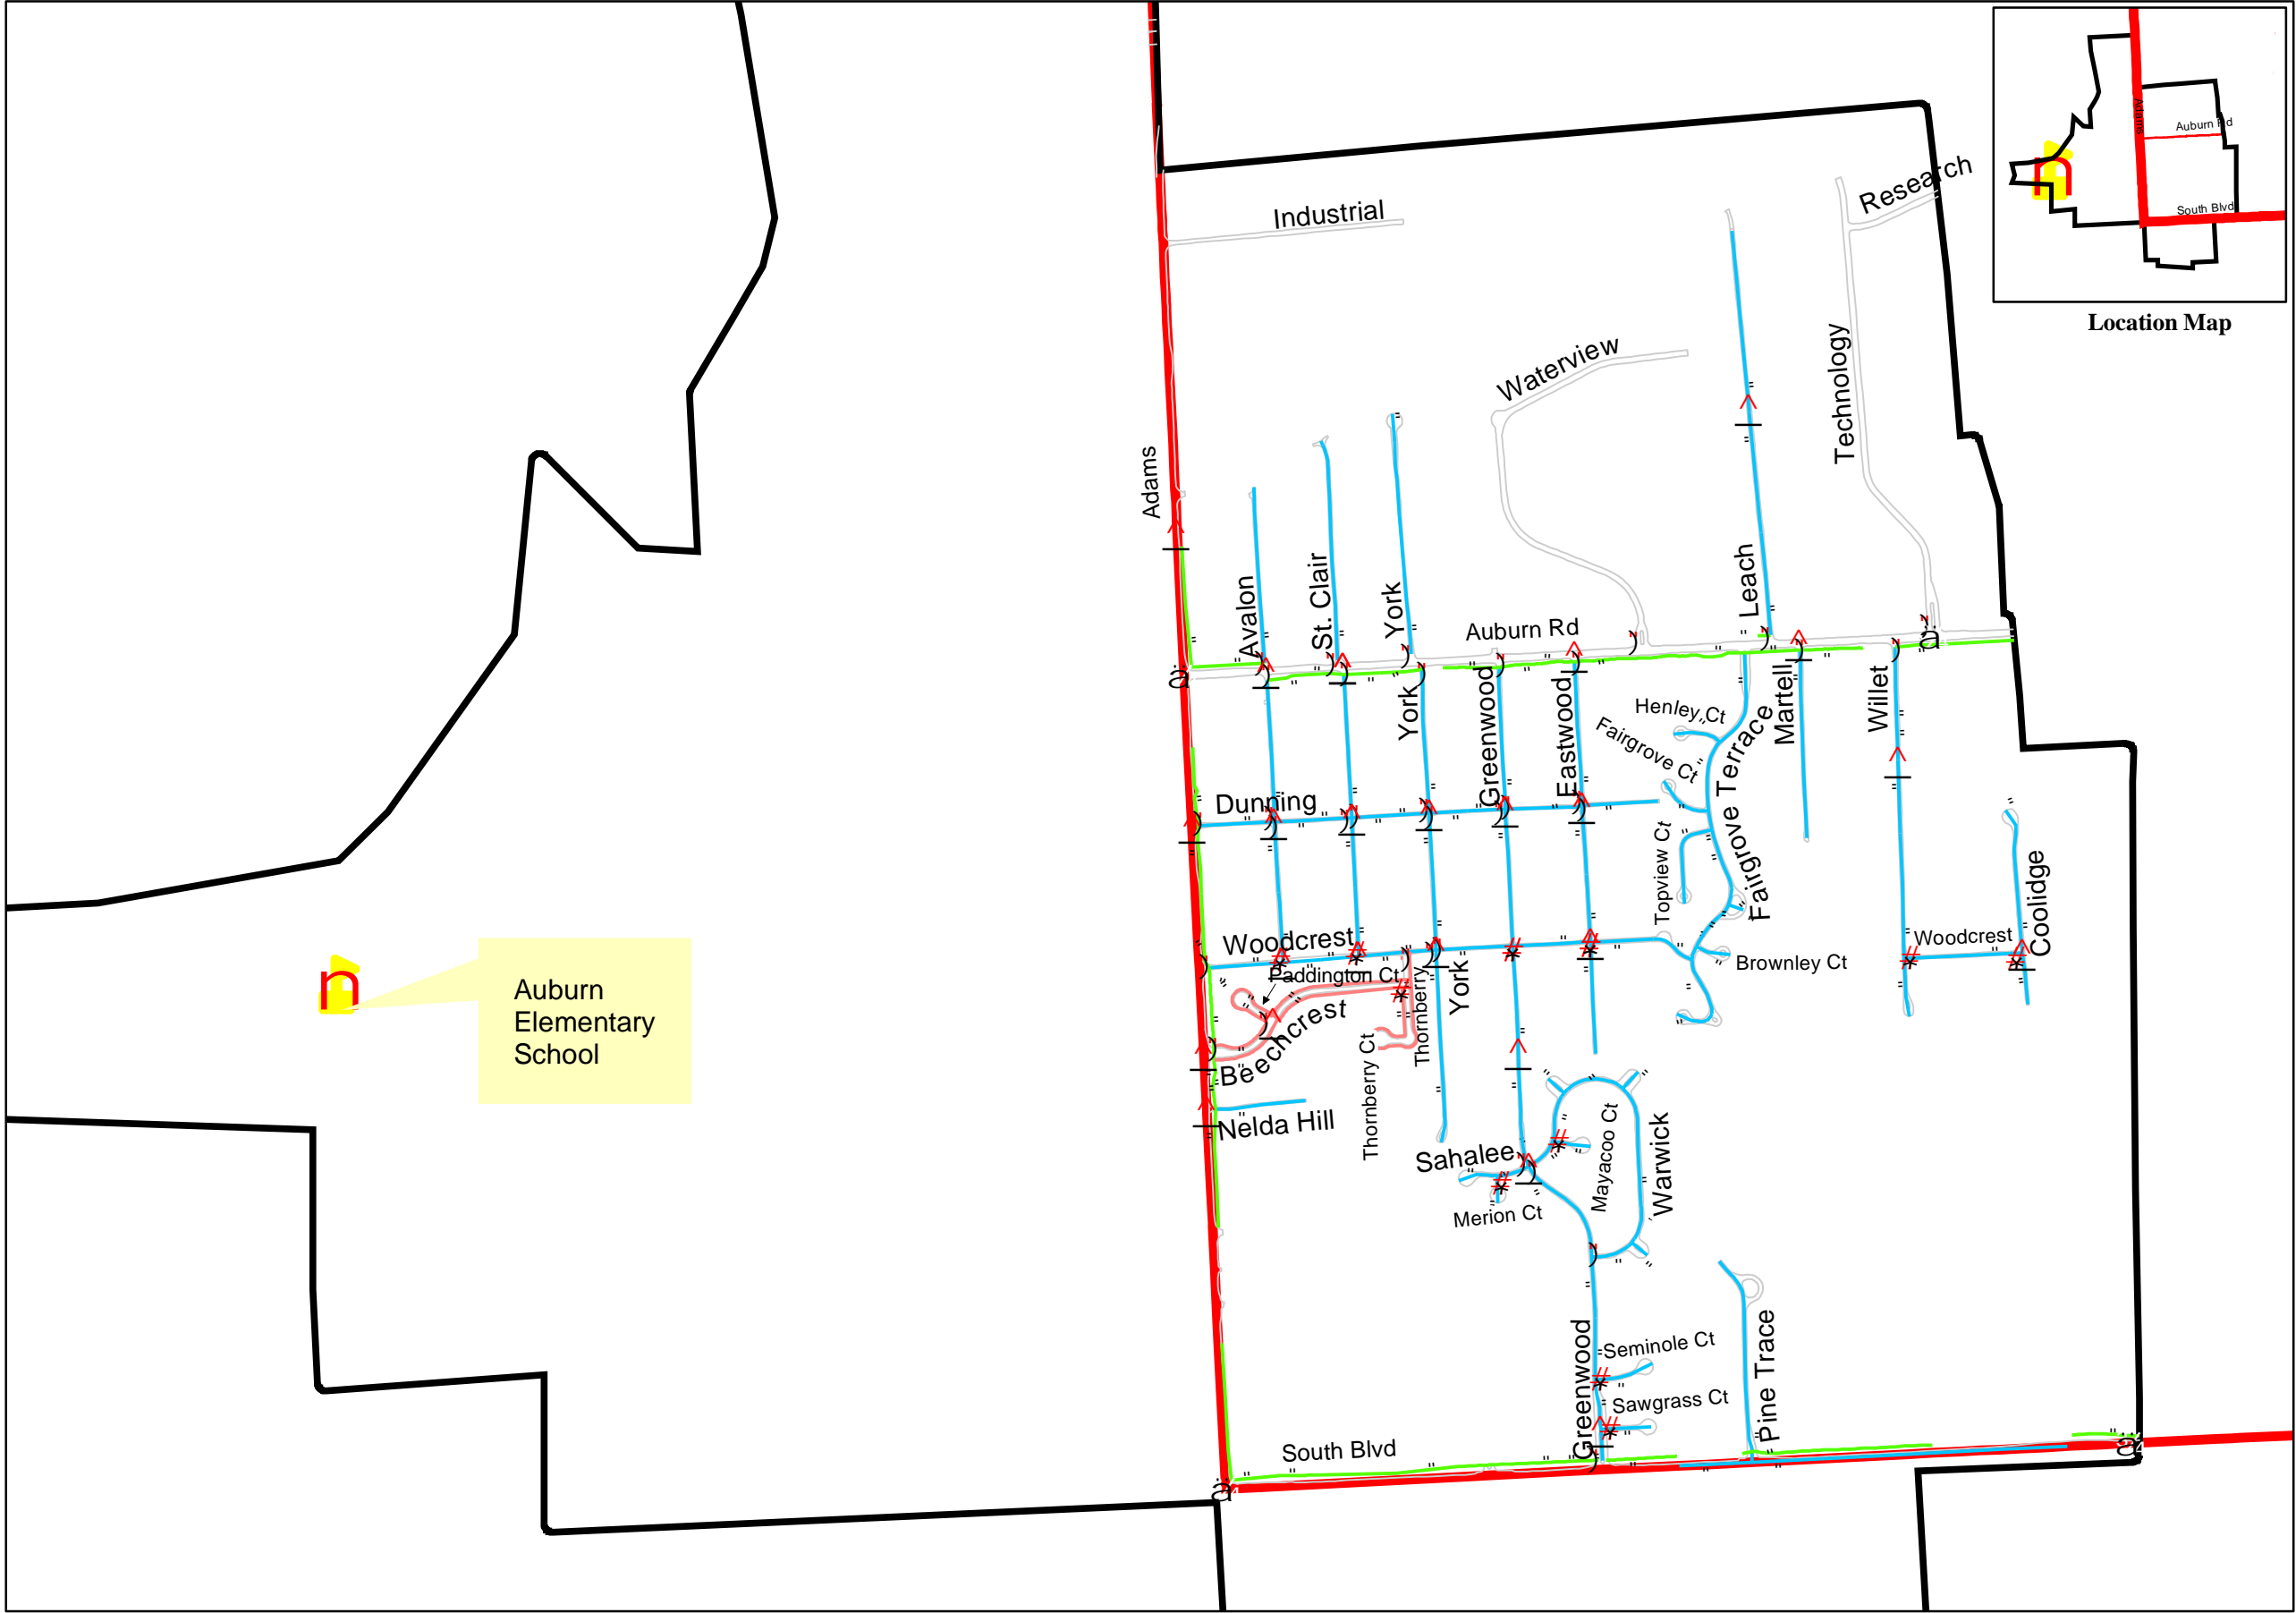 Adams
Auburn Rd
South Blvd
Location Map
Research
Industrial
Waterview
Technology
Adams
Avalon
St. Clair
York
Auburn Rd
Leach
York
Greenwood
Eastwood
Henley Ct
Fairgrove Ct
Fairgrove Terrace
Martell
Willet
Dunning
Topview Ct
Coolidge
Woodcrest
Woodcrest
Brownley Ct
Paddington Ct
Beechcrest
Thornberry
York
Thornberry Ct
Auburn
Elementary
School
Nelda Hill
Sahalee
Mayacoo Ct
Warwick
Merion Ct
Greenwood
Seminole Ct
Sawgrass Ct
Pine Trace
South Blvd